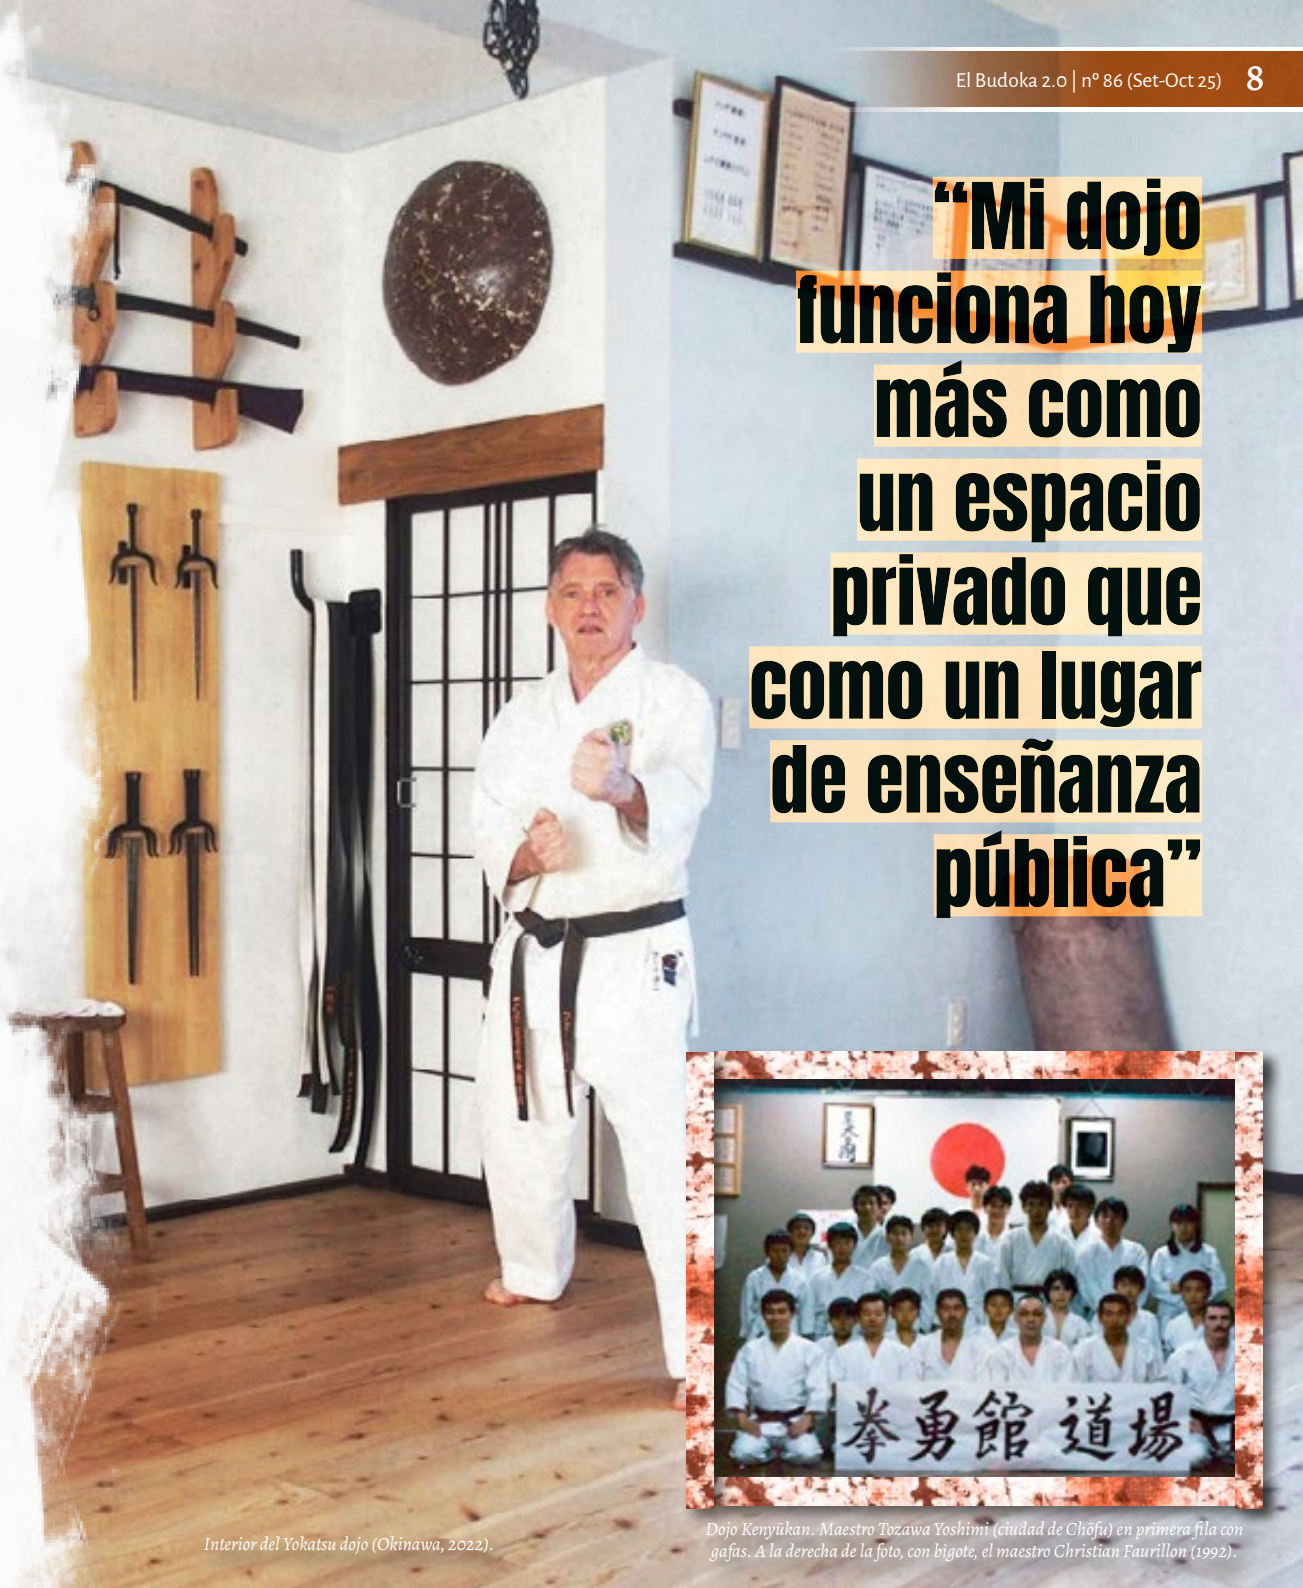 El Budoka 2.0 | nº 86 (Set-Oct 25) 8
“Mi dojo
funciona hoy
más como
un espacio
privado que
como un lugar
de enseñanza
pública”
拳勇館 道場
Interior del Yokatsu dojo (Okinawa, 2022).
Dojo Kenyūkan. Maestro Tozawa Yoshimi (ciudad de Chōfu) en primera fila con
gafas. A la derecha de la foto, con bigote, el maestro Christian Faurillon (1992).